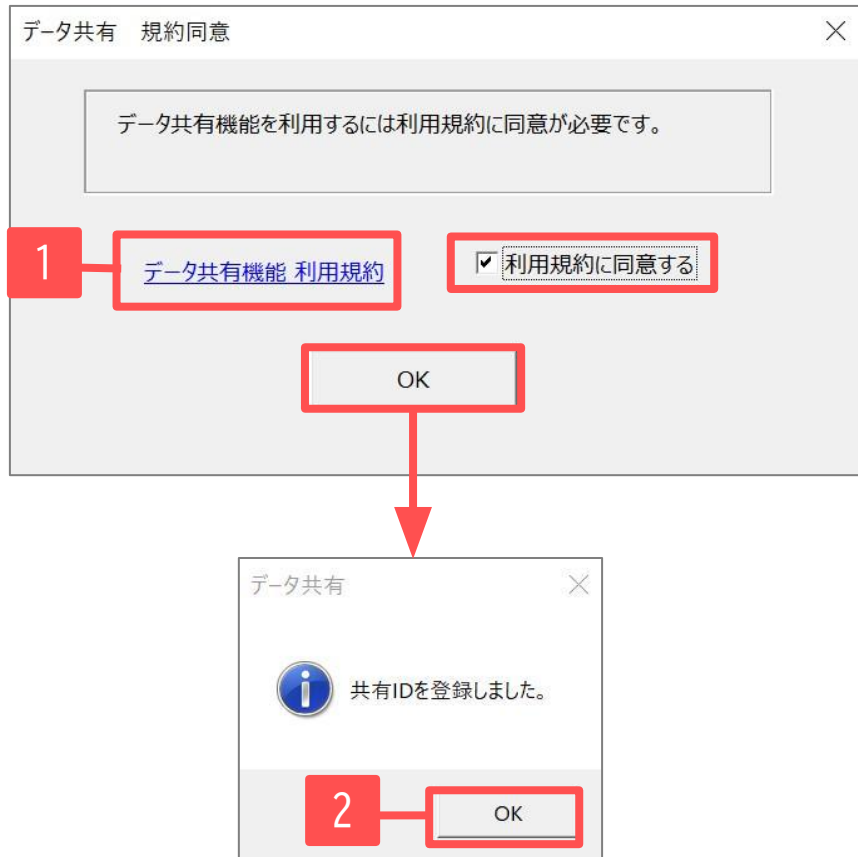 データ共有　規約同意
データ共有機能を利用するには利用規約に同意が必要です。
1
データ共有機能 利用規約
利用規約に同意する
OK
データ共有
共有IDを登録しました。
2
OK